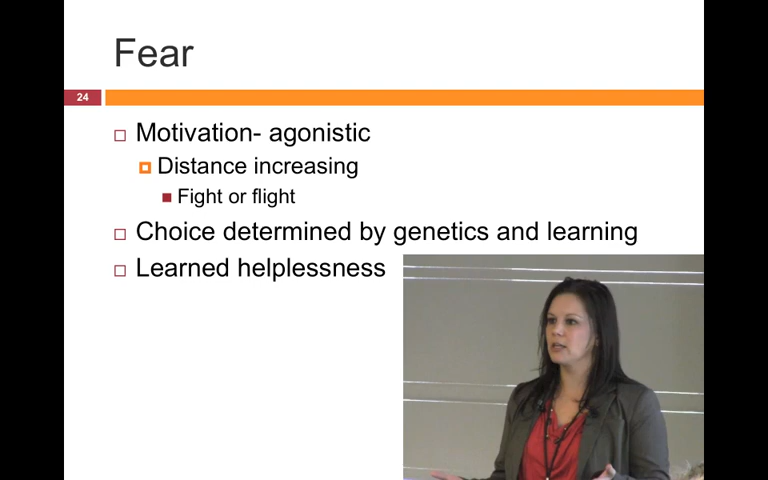 Fear
24
Motivation- agonistic
Distance increasing
Fight or flight
Choice determined by genetics and learning
Learned helplessness